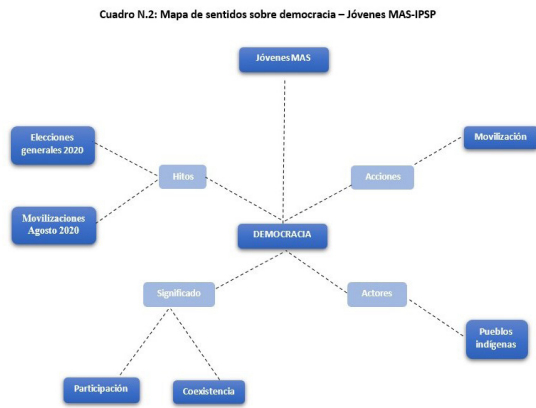 Cuadro N.2: Mapa de sentidos sobre democracia – Jóvenes MAS-IPSP
Jóvenes MAS
Elecciones
generales 2020
Movilización
Hitos
Acciones
Movilizaciones
Agosto 2020
DEMOCRACIA
Significado
Actores
Pueblos
indígenas
Participación
Coexistencia